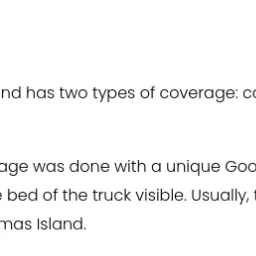 nd has two types of coverage: c
age was done with a unique Goo
bed of the truck visible. Usually,
mas Island.